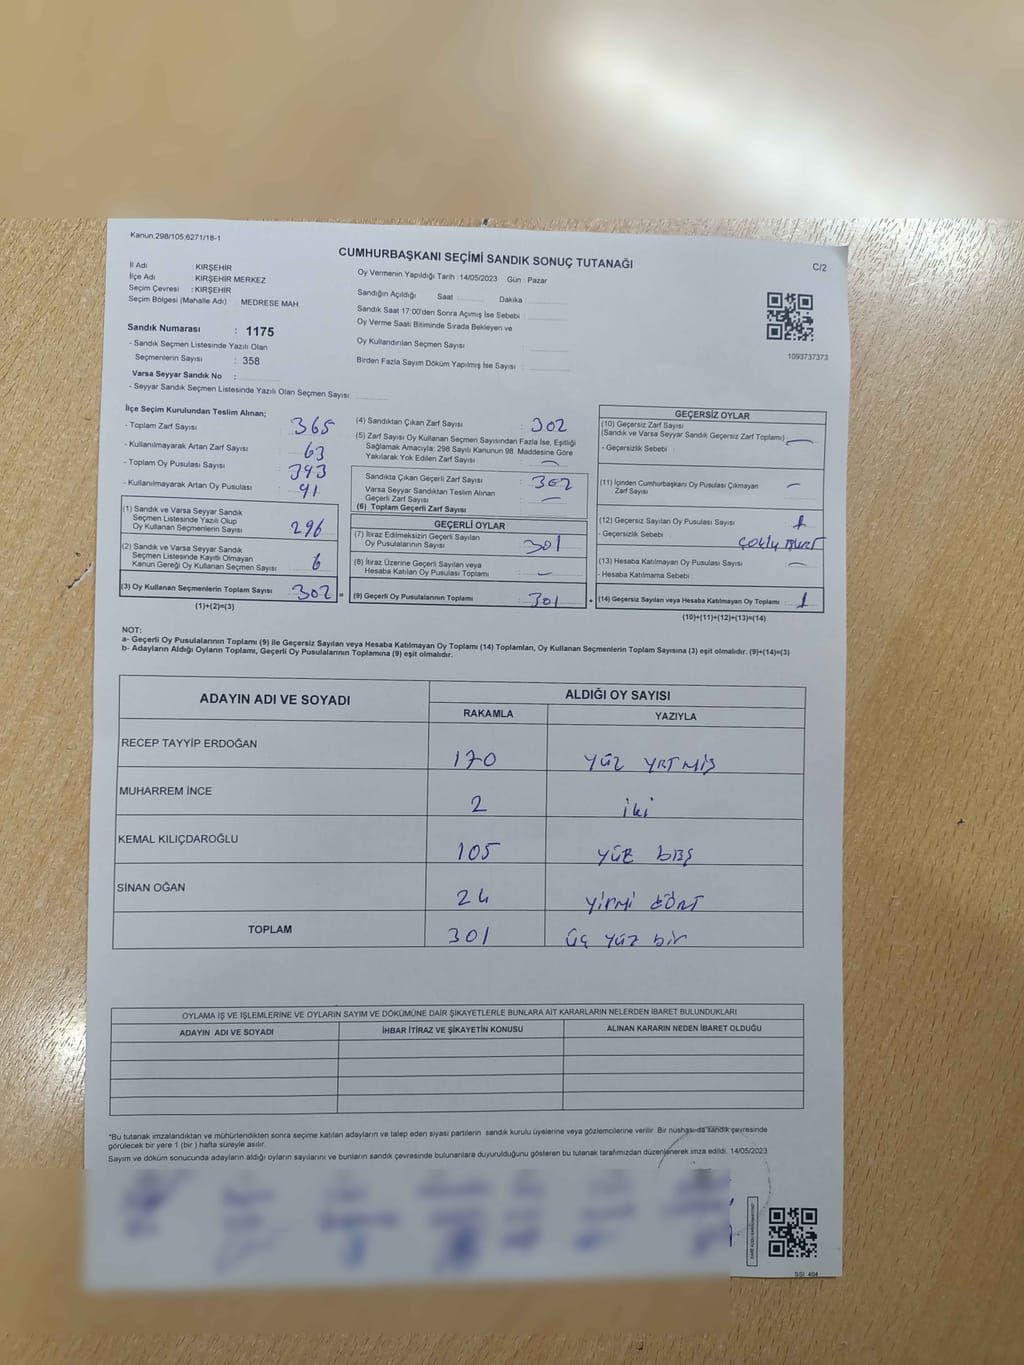 Kanun,298/105;6271/18-1
CUMHURBAŞKANI SEÇİMİ SANDIK SONUÇ TUTANAĞI
C/2
İl Adı : KIRŞEHİR
İlçe Adı : KIRŞEHİR MERKEZ
Seçim Çevresi : KIRŞEHİR
Seçim Bölgesi (Mahalle Adı) MEDRESE MAH.
Sandık Numarası : 1175
- Sandık Seçmen Listesinde Yazılı Olan
Seçmenlerin Sayısı : 358
Varsa Seyyar Sandık No :
- Seyyar Sandık Seçmen Listesinde Yazılı Olan Seçmen Sayısı
Oy Vermenin Yapıldığı Tarih :14/05/2023 Gün : Pazar
Sandığın Açıldığı Saat Dakika :
Sandık Saat 17:00'den Sonra Açımış İse Sebebi :
Oy Verme Saati Bitiminde Sırada Bekleyen ve
Oy Kullandırılan Seçmen Sayısı :
Birden Fazla Sayım Döküm Yapılmış İse Sayısı :
1093737373
İlçe Seçim Kurulundan Teslim Alınan;
- Toplam Zarf Sayısı : 365
- Kullanılmayarak Artan Zarf Sayısı : 63
- Toplam Oy Pusulası Sayısı : 393
- Kullanılmayarak Artan Oy Pusulası : 91
(1) Sandık ve Varsa Seyyar Sandık
Seçmen Listesinde Yazılı Olup
Oy Kullanan Seçmenlerin Sayısı : 296
(2) Sandık ve Varsa Seyyar Sandık
Seçmen Listesinde Kayıtlı Olmayan
Kanun Gereği Oy Kullanan Seçmen Sayısı : 6
(3) Oy Kullanan Seçmenlerin Toplam Sayısı : 302 =
(1)+(2)=(3)
(4) Sandıktan Çıkan Zarf Sayısı : 302
(5) Zarf Sayısı Oy Kullanan Seçmen Sayısından Fazla İse, Eşitliği
Sağlamak Amacıyla; 298 Sayılı Kanunun 98. Maddesine Göre
Yakılarak Yok Edilen Zarf Sayısı : —
Sandıkta Çıkan Geçerli Zarf Sayısı : 302
Varsa Seyyar Sandıktan Teslim Alınan
Geçerli Zarf Sayısı : —
(6) Toplam Geçerli Zarf Sayısı
GEÇERLİ OYLAR
(7) İtiraz Edilmeksizin Geçerli Sayılan
Oy Pusulalarının Sayısı : 301
(8) İtiraz Üzerine Geçerli Sayılan veya
Hesaba Katılan Oy Pusulası Toplamı : —
(9) Geçerli Oy Pusulalarının Toplamı : 301 +
GEÇERSİZ OYLAR
(10) Geçersiz Zarf Sayısı
(Sandık ve Varsa Seyyar Sandık Geçersiz Zarf Toplamı) —
- Geçersizlik Sebebi :
(11) İçinden Cumhurbaşkanı Oy Pusulası Çıkmayan
Zarf Sayısı : —
(12) Geçersiz Sayılan Oy Pusulası Sayısı : 1
- Geçersizlik Sebebi : Çoklu
(13) Hesaba Katılmayan Oy Pusulası Sayısı : —
- Hesaba Katılmama Sebebi :
(14) Geçersiz Sayılan veya Hesaba Katılmayan Oy Toplamı : 1
(10)+(11)+(12)+(13)=(14)
NOT:
a- Geçerli Oy Pusulalarının Toplamı (9) ile Geçersiz Sayılan veya Hesaba Katılmayan Oy Toplamı (14) Toplamları, Oy Kullanan Seçmenlerin Toplam Sayısına (3) eşit olmalıdır. (9)+(14)=(3)
b- Adayların Aldığı Oyların Toplamı, Geçerli Oy Pusulalarının Toplamına (9) eşit olmalıdır.
ADAYIN ADI VE SOYADI ALDIĞI OY SAYISI
RAKAMLA YAZIYLA
RECEP TAYYİP ERDOĞAN 170 YÜZ YETMİŞ
MUHARREM İNCE 2 iki
KEMAL KILIÇDAROĞLU 105 YÜZ BEŞ
SİNAN OĞAN 24 YİRMİ DÖRT
TOPLAM 301 ÜÇ YÜZ bir
OYLAMA İŞ VE İŞLEMLERİNE VE OYLARIN SAYIM VE DÖKÜMÜNE DAİR ŞİKAYETLERLE BUNLARA AİT KARARLARIN NELERDEN İBARET BULUNDUKLARI
ADAYIN ADI VE SOYADI İHBAR İTİRAZ VE ŞİKAYETİN KONUSU ALINAN KARARIN NEDEN İBARET OLDUĞU
*Bu tutanak imzalandıktan ve mühürlendikten sonra seçime katılan adayların ve talep eden siyasi partilerin sandık kurulu üyelerine veya gözlemcilerine verilir. Bir nüshası da sandık çevresinde
görülecek bir yere 1 (bir ) hafta süreyle asılır.
Sayım ve döküm sonucunda adayların aldığı oyların sayılarını ve bunların sandık çevresinde bulunanlara duyurulduğunu gösteren bu tutanak tarafımızdan düzenlenerek imza edildi. 14/05/2023
SSI :404